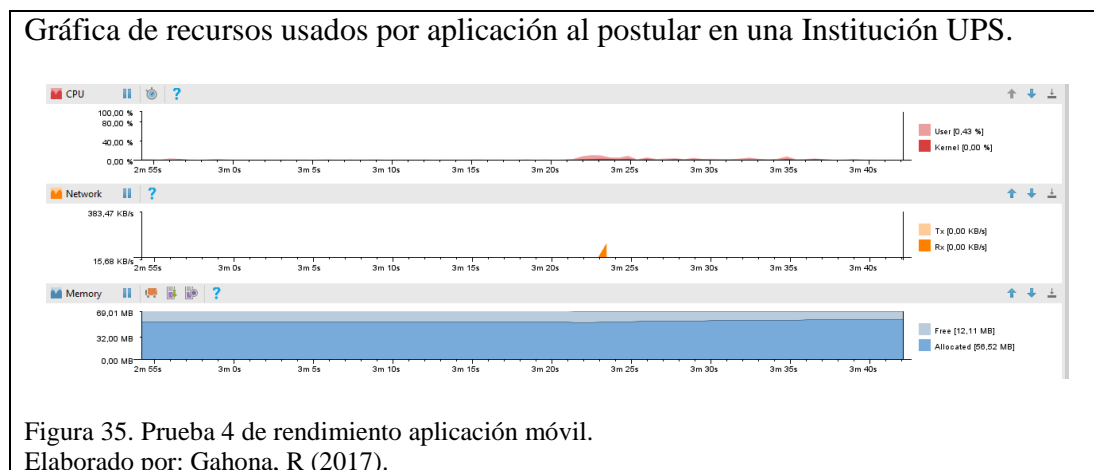 Gráfica de recursos usados por aplicación al postular en una Institución UPS.
CPU ?
100,00 %
80,00 %
40,00 %
0,00 %
2m 55s 3m 0s 3m 5s 3m 10s 3m 15s 3m 20s 3m 25s 3m 30s 3m 35s 3m 40s
User [0,43 %]
Kernel [0,00 %]
Network ?
383,47 KB/s
15,68 KB/s
2m 55s 3m 0s 3m 5s 3m 10s 3m 15s 3m 20s 3m 25s 3m 30s 3m 35s 3m 40s
Tx [0,00 KB/s]
Rx [0,00 KB/s]
Memory ?
69,01 MB
32,00 MB
0,00 MB
2m 55s 3m 0s 3m 5s 3m 10s 3m 15s 3m 20s 3m 25s 3m 30s 3m 35s 3m 40s
Free [12,11 MB]
Allocated [56,52 MB]
Figura 35. Prueba 4 de rendimiento aplicación móvil.
Elaborado por: Gahona, R (2017).